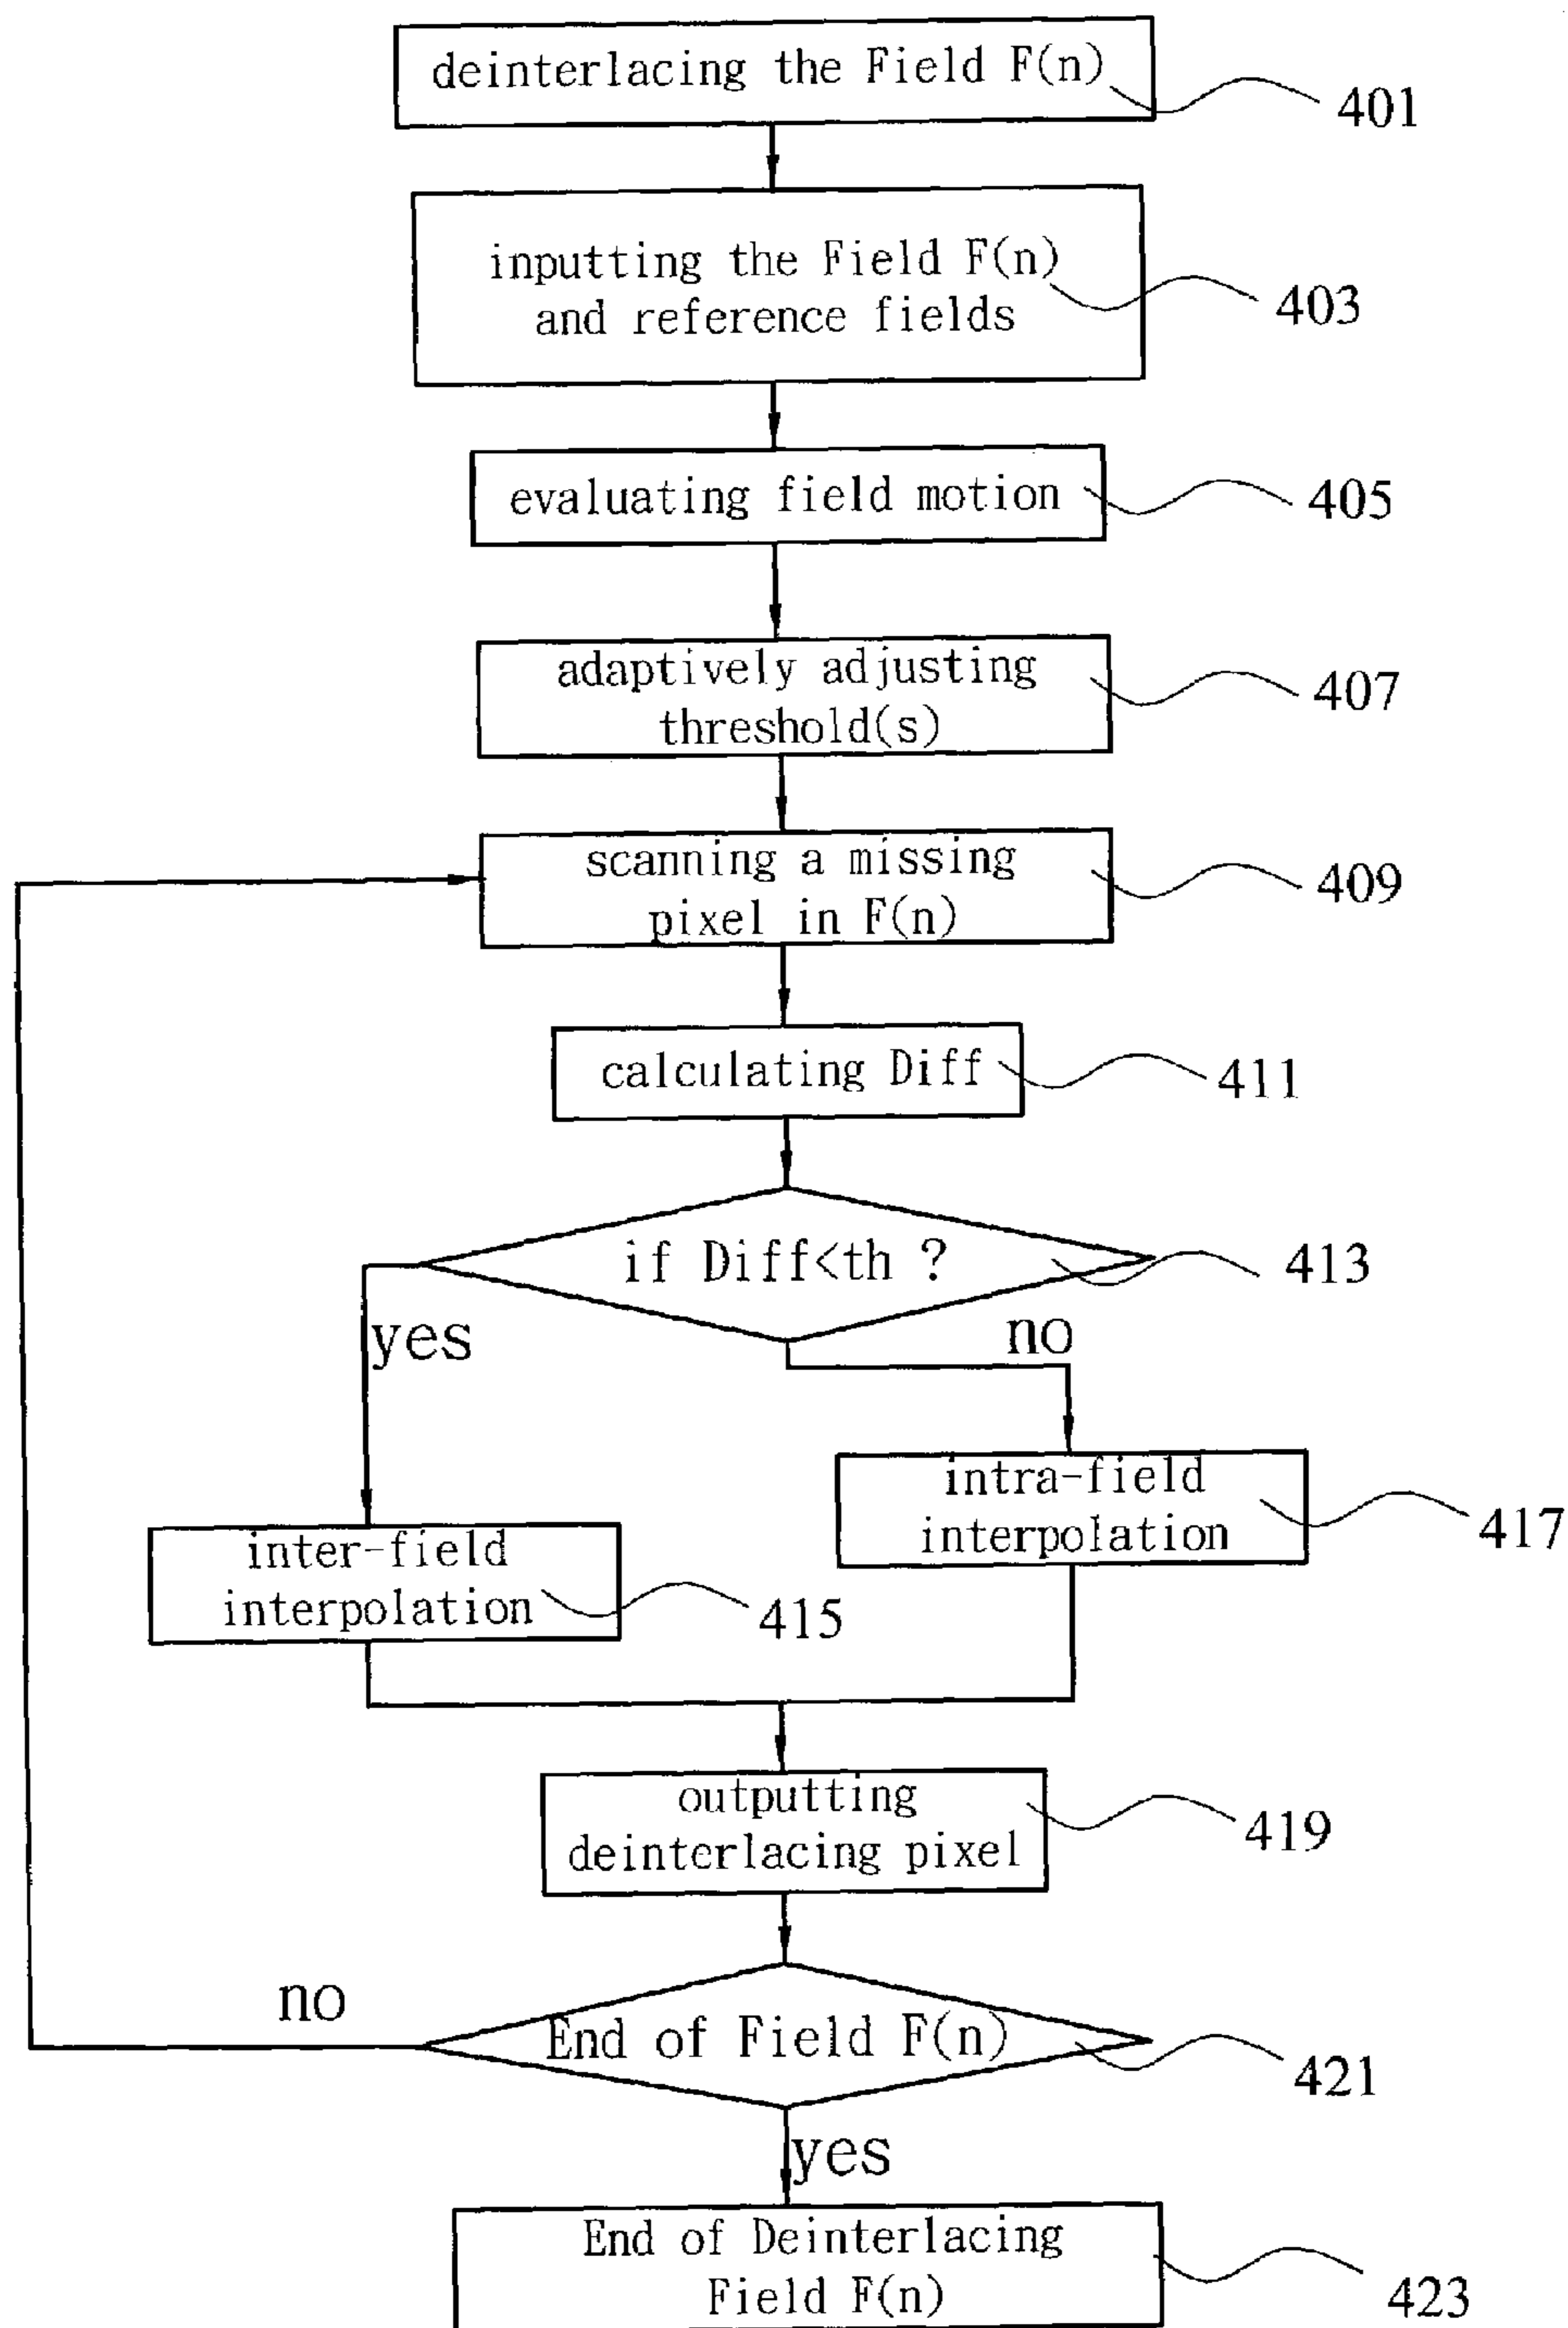 deinterlacing the Field F(n)
401
inputting the Field F(n)
and reference fields
403
evaluating field motion
405
adaptively adjusting
threshold(s)
407
scanning a missing
pixel in F(n)
409
calculating Diff
411
if Diff<th ?
413
yes
no
intra-field
interpolation
417
inter-field
interpolation
415
outputting
deinterlacing pixel
419
no
End of Field F(n)
421
yes
End of Deinterlacing
Field F(n)
423